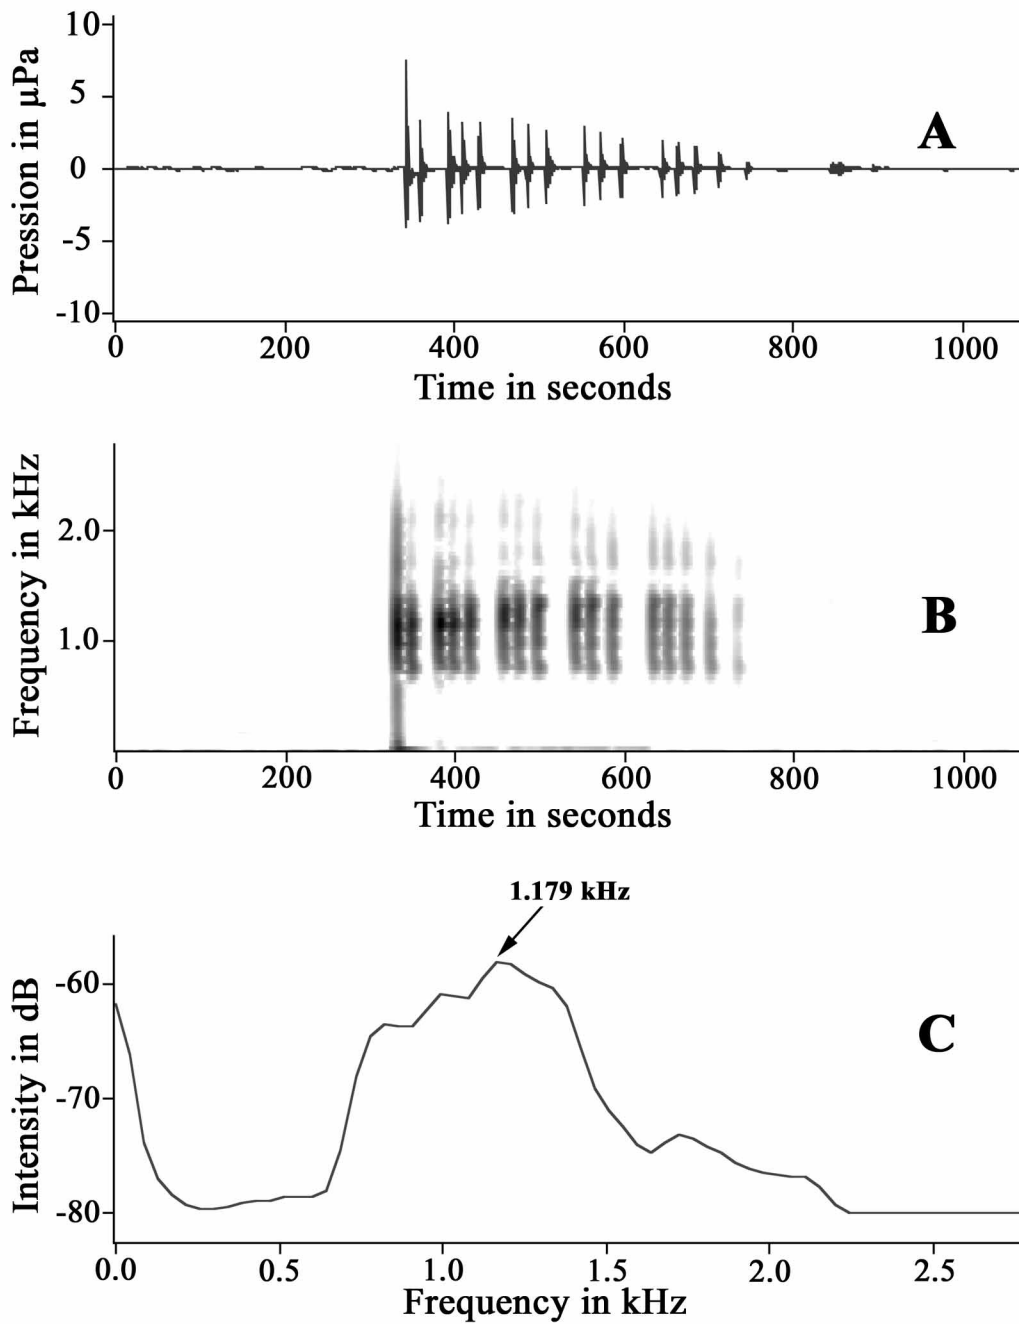 10
5
0
-5
-10
Pression in µPa
A
0 200 400 600 800 1000
Time in seconds
2.0
1.0
Frequency in kHz
B
0 200 400 600 800 1000
Time in seconds
1.179 kHz
-60
-70
-80
Intensity in dB
C
0.0 0.5 1.0 1.5 2.0 2.5
Frequency in kHz